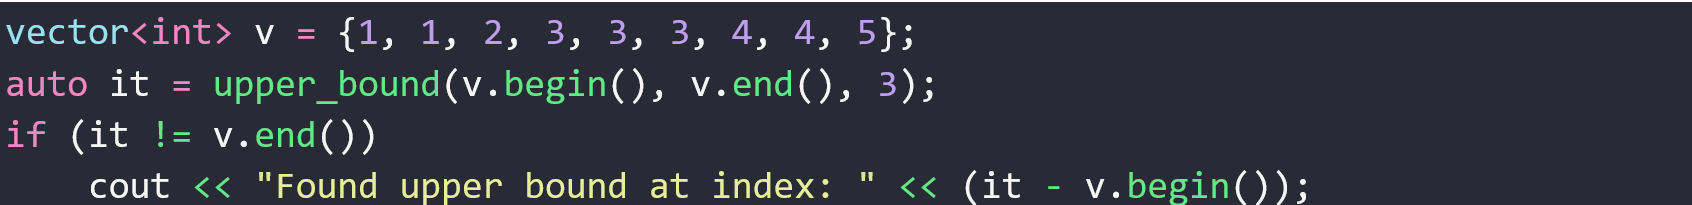 vector<int> v = {1, 1, 2, 3, 3, 3, 4, 4, 5};
auto it = upper_bound(v.begin(), v.end(), 3);
if (it != v.end())
    cout << "Found upper bound at index: " << (it - v.begin());